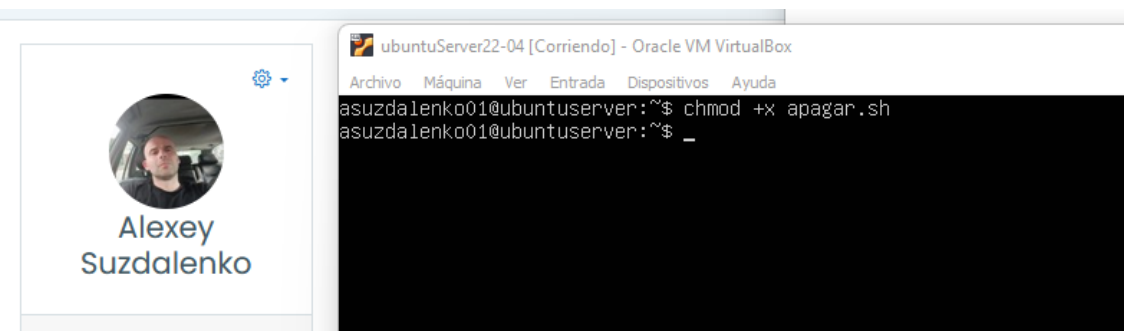 Alexey
Suzdalenko
ubuntuServer22-04 [Corriendo] - Oracle VM VirtualBox
Archivo Máquina Ver Entrada Dispositivos Ayuda
asuzdalenko01@ubuntuserver:~$ chmod +x apagar.sh
asuzdalenko01@ubuntuserver:~$ _